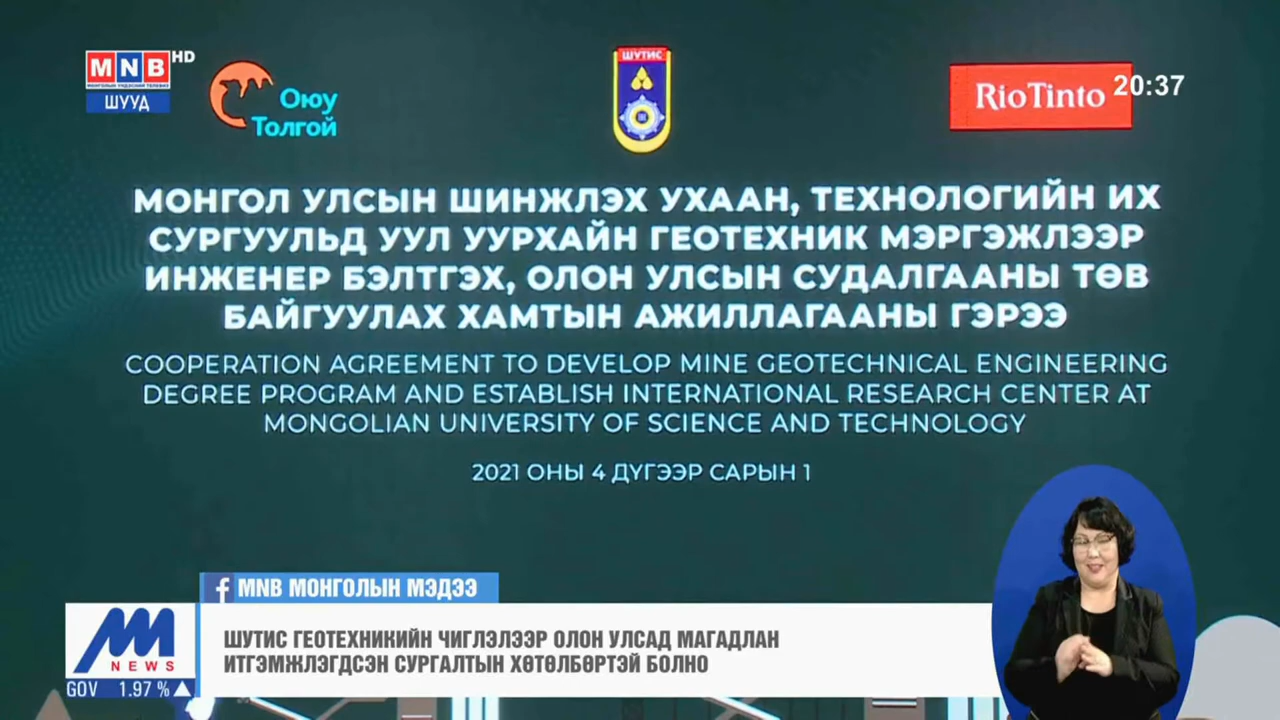 MNB HD
МОНГОЛЫН ҮНДЭСНИЙ ТЕЛЕВИЗ
ШУУД
Оюу
Толгой
ШУТИС
RioTinto
20:37
МОНГОЛ УЛСЫН ШИНЖЛЭХ УХААН, ТЕХНОЛОГИЙН ИХ
СУРГУУЛЬД УУЛ УУРХАЙН ГЕОТЕХНИК МЭРГЭЖЛЭЭР
ИНЖЕНЕР БЭЛТГЭХ, ОЛОН УЛСЫН СУДАЛГААНЫ ТӨВ
БАЙГУУЛАХ ХАМТЫН АЖИЛЛАГААНЫ ГЭРЭЭ
COOPERATION AGREEMENT TO DEVELOP MINE GEOTECHNICAL ENGINEERING
DEGREE PROGRAM AND ESTABLISH INTERNATIONAL RESEARCH CENTER AT
MONGOLIAN UNIVERSITY OF SCIENCE AND TECHNOLOGY
2021 ОНЫ 4 ДҮГЭЭР САРЫН 1
f MNB МОНГОЛЫН МЭДЭЭ
NEWS
ШУТИС ГЕОТЕХНИКИЙН ЧИГЛЭЛЭЭР ОЛОН УЛСАД МАГАДЛАН
ИТГЭМЖЛЭГДСЭН СУРГАЛТЫН ХӨТӨЛБӨРТЭЙ БОЛНО
GOV 1.97 %